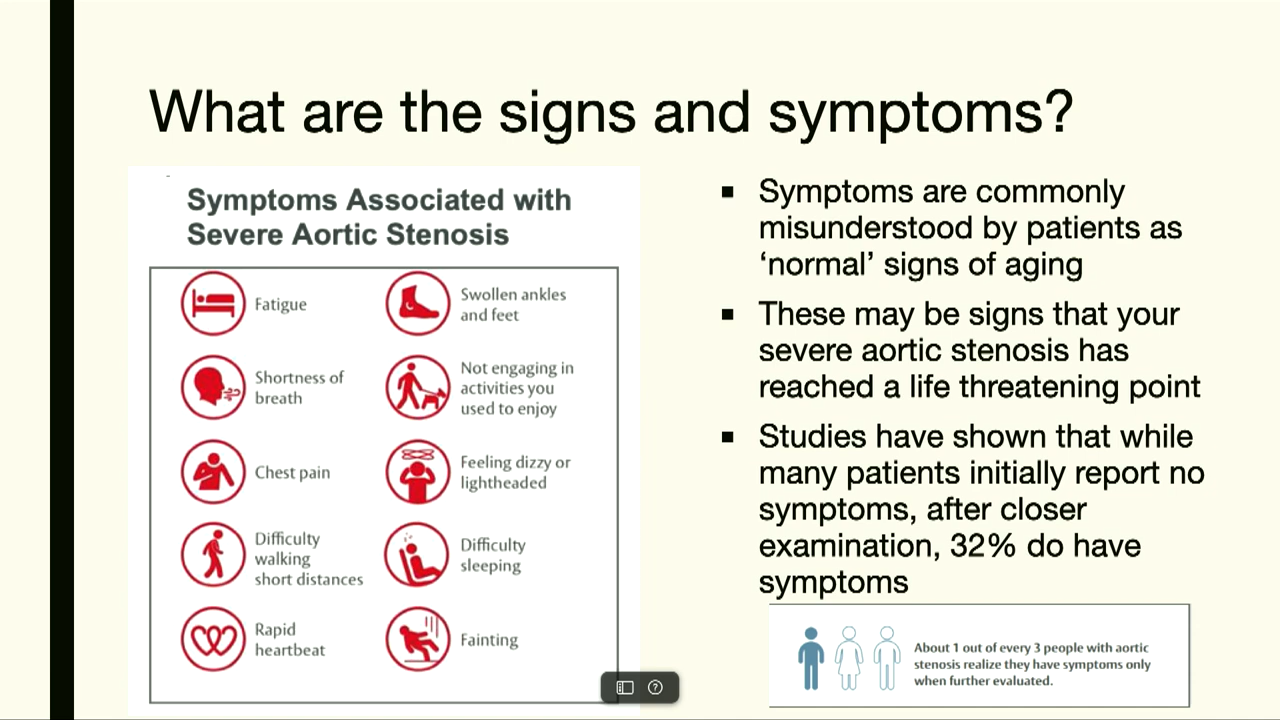 What are the signs and symptoms?
Symptoms Associated with
Severe Aortic Stenosis
Fatigue
Shortness of
breath
Chest pain
Difficulty
walking
short distances
Rapid
heartbeat
Swollen ankles
and feet
Not engaging in
activities you
used to enjoy
Feeling dizzy or
lightheaded
Difficulty
sleeping
Fainting
▪ Symptoms are commonly
misunderstood by patients as
‘normal’ signs of aging
▪ These may be signs that your
severe aortic stenosis has
reached a life threatening point
▪ Studies have shown that while
many patients initially report no
symptoms, after closer
examination, 32% do have
symptoms
About 1 out of every 3 people with aortic
stenosis realize they have symptoms only
when further evaluated.